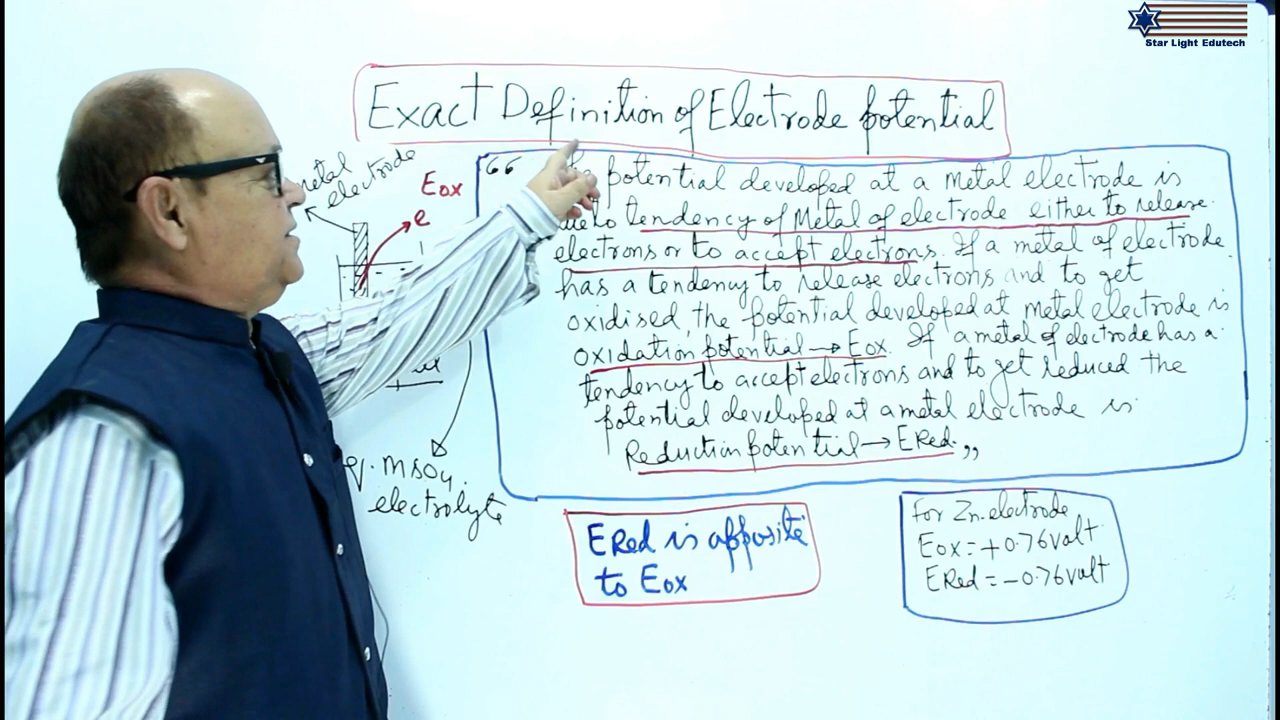 Star Light Edutech
Exact Definition of Electrode potential
metal
electrode
Eox
e
"potential developed at a metal electrode is
to tendency of Metal of electrode either to release
electrons or to accept electrons. If a metal of electrode
has a tendency to release electrons and to get
oxidised, the potential developed at metal electrode is
oxidation potential → Eox. If a metal of electrode has a
tendency to accept electrons and to get reduced the
potential developed at a metal electrode is
Reduction potential → ERed."
MSO4.
electrolyte
ERed is apposite
to Eox
For Zn. electrode
Eox = +0.76 volt
ERed = -0.76 volt